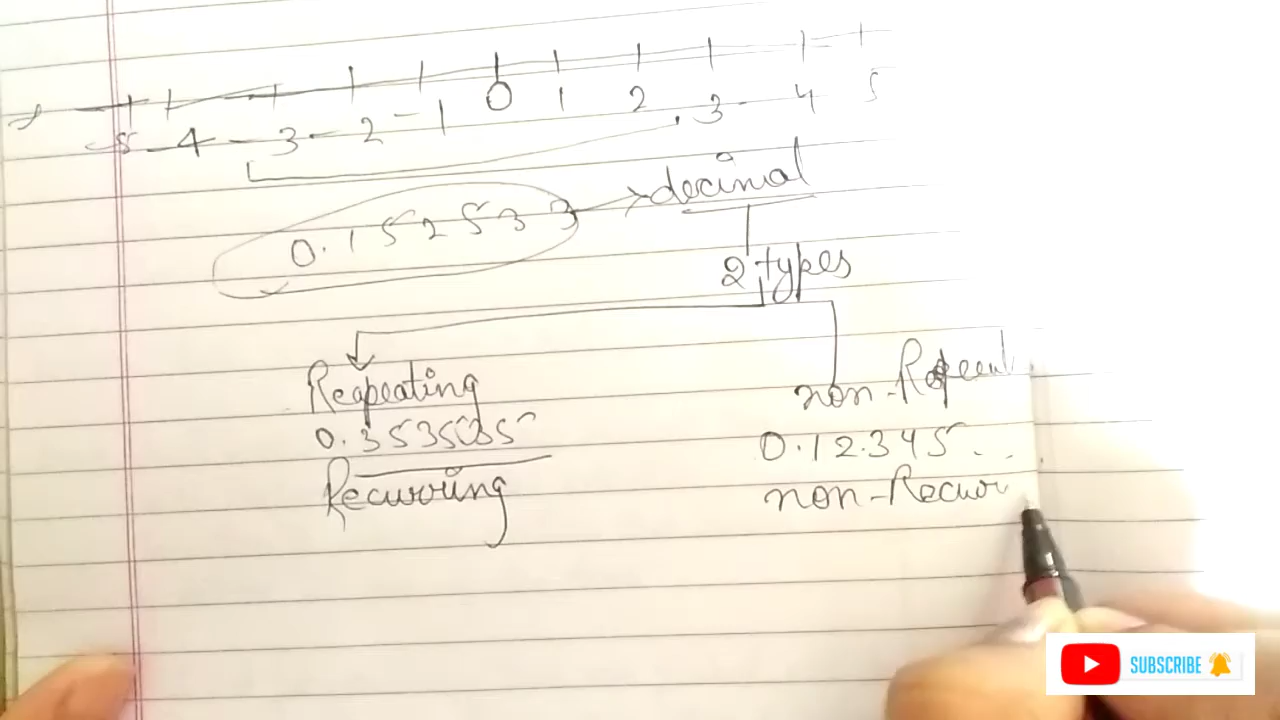 0 1 2 3 4 5
-5 -4 -3 -2 -1
0.152533 decimal
2 types
Reapeating non-Repeat
0.3535355 0.12345...
Recurring non-Recur
SUBSCRIBE